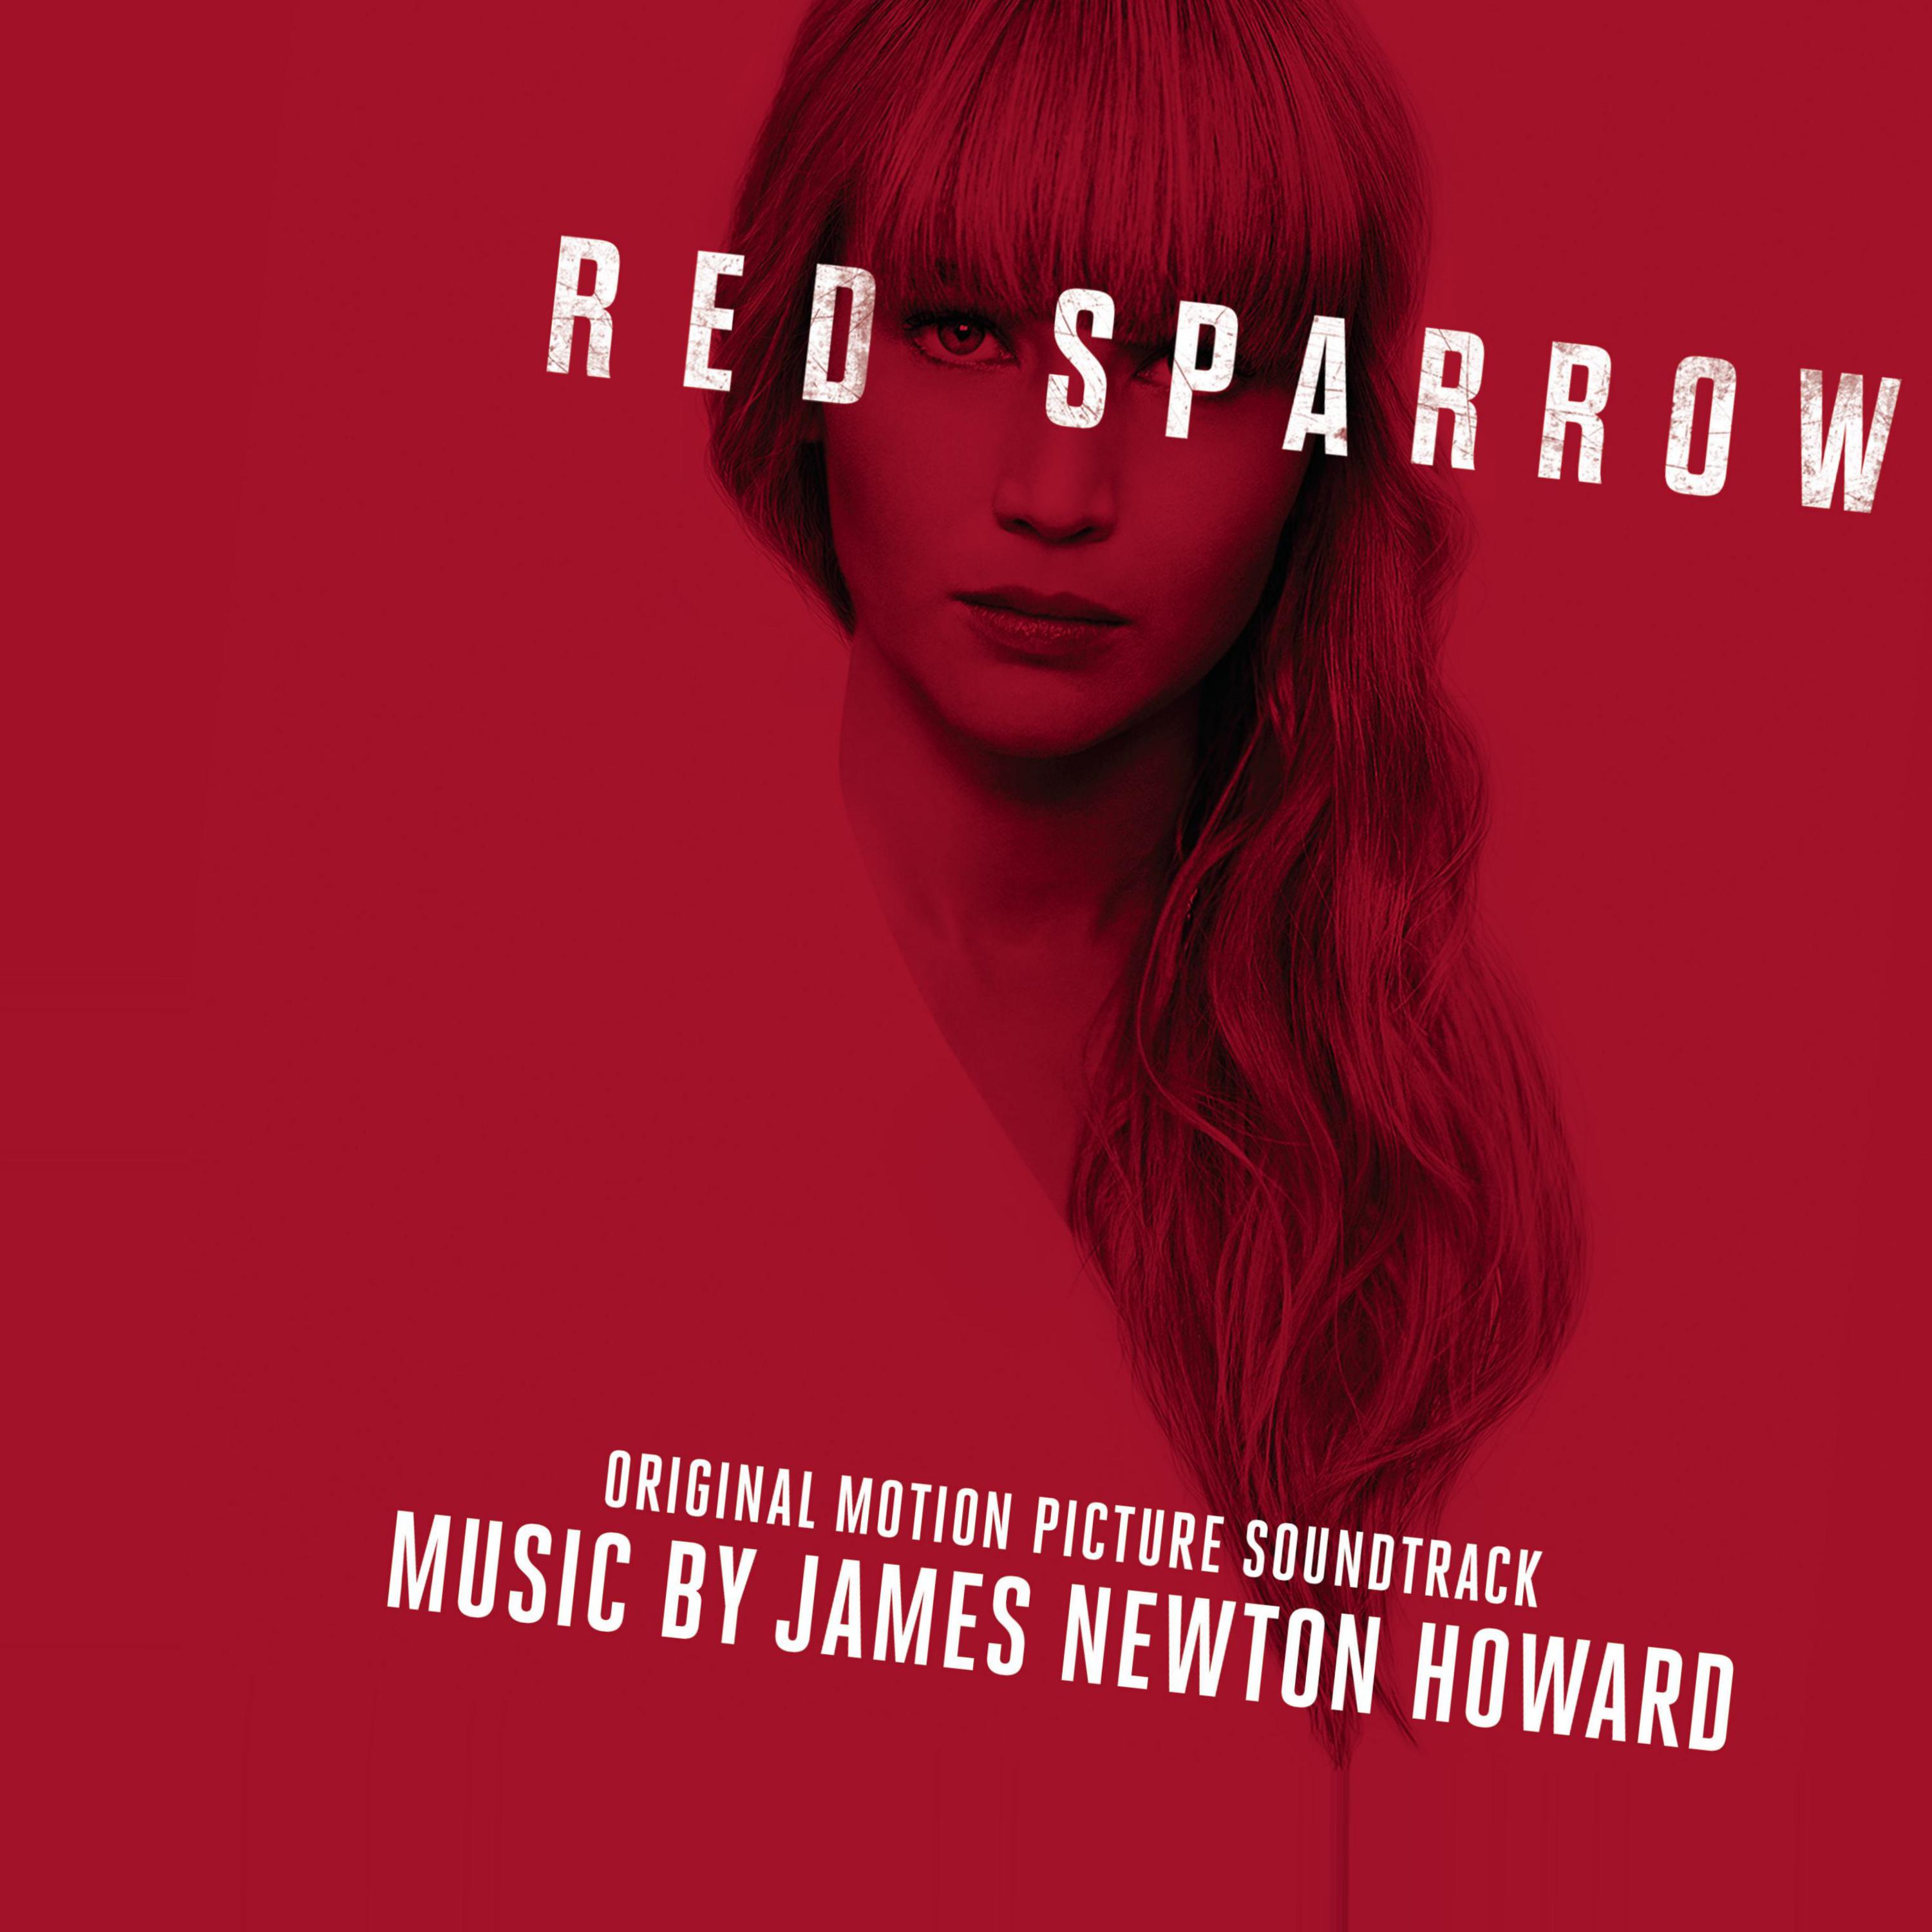 RED SPARROW
ORIGINAL MOTION PICTURE SOUNDTRACK
MUSIC BY JAMES NEWTON HOWARD